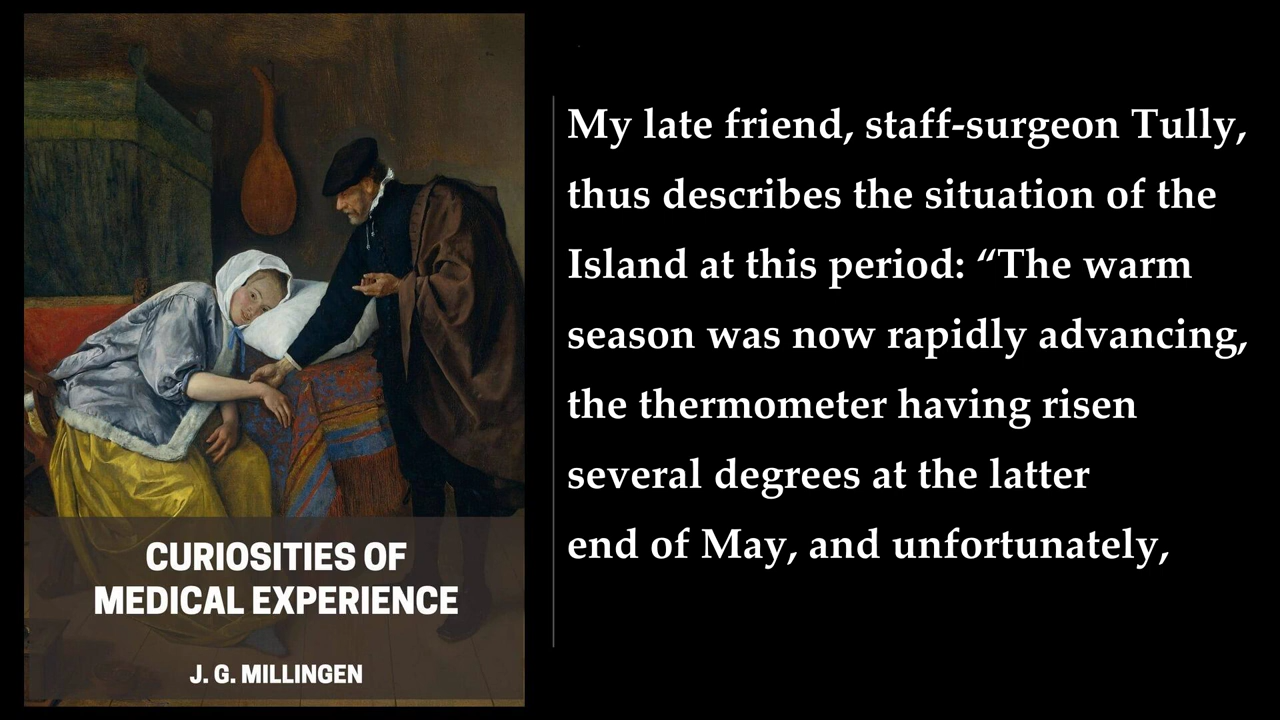 CURIOSITIES OF
MEDICAL EXPERIENCE
J. G. MILLINGEN
My late friend, staff-surgeon Tully,
thus describes the situation of the
Island at this period: “The warm
season was now rapidly advancing,
the thermometer having risen
several degrees at the latter
end of May, and unfortunately,